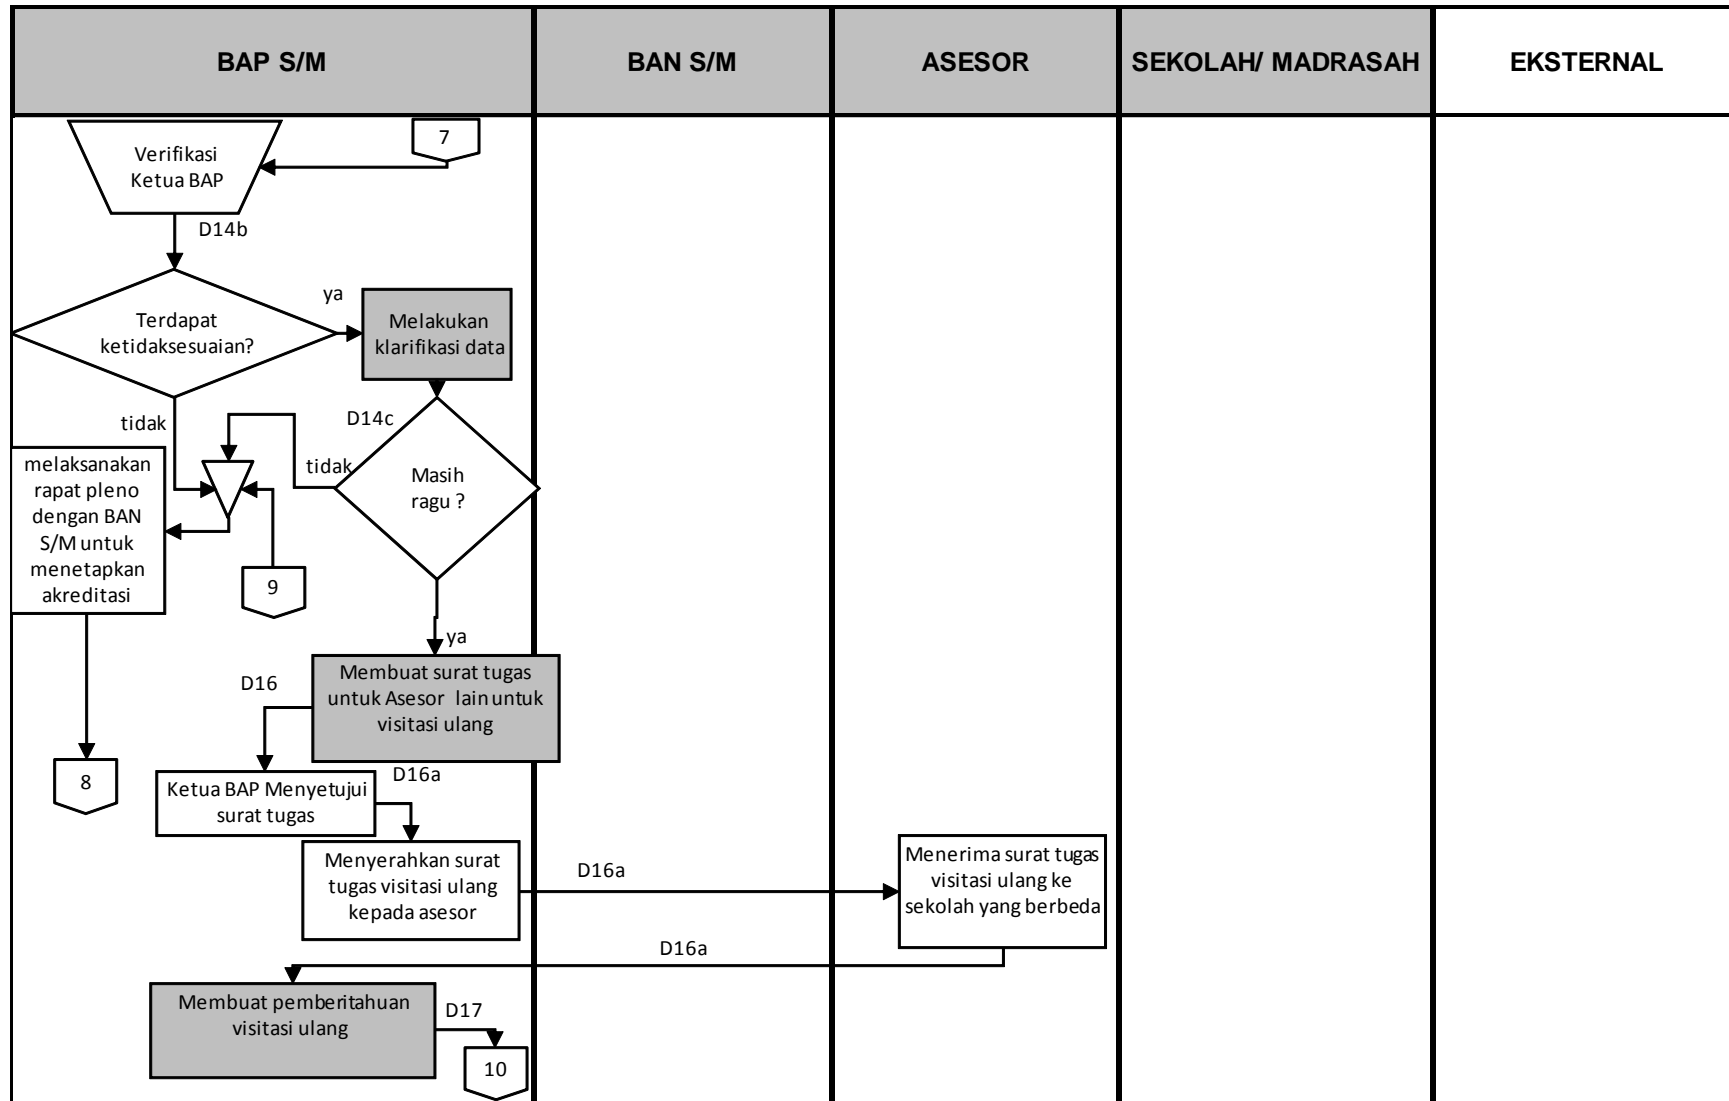 BAP S/M
BAN S/M
ASESOR
SEKOLAH/ MADRASAH
EKSTERNAL
7
Verifikasi
Ketua BAP
D14b
ya
Terdapat
ketidaksesuaian?
Melakukan
klarifikasi data
tidak
D14c
tidak
Masih
ragu ?
melaksanakan
rapat pleno
dengan BAN
S/M untuk
menetapkan
akreditasi
9
ya
Membuat surat tugas
untuk Asesor lain untuk
visitasi ulang
D16
8
Ketua BAP Menyetujui
surat tugas
D16a
Menyerahkan surat
tugas visitasi ulang
kepada asesor
D16a
Menerima surat tugas
visitasi ulang ke
sekolah yang berbeda
D16a
Membuat pemberitahuan
visitasi ulang
D17
10